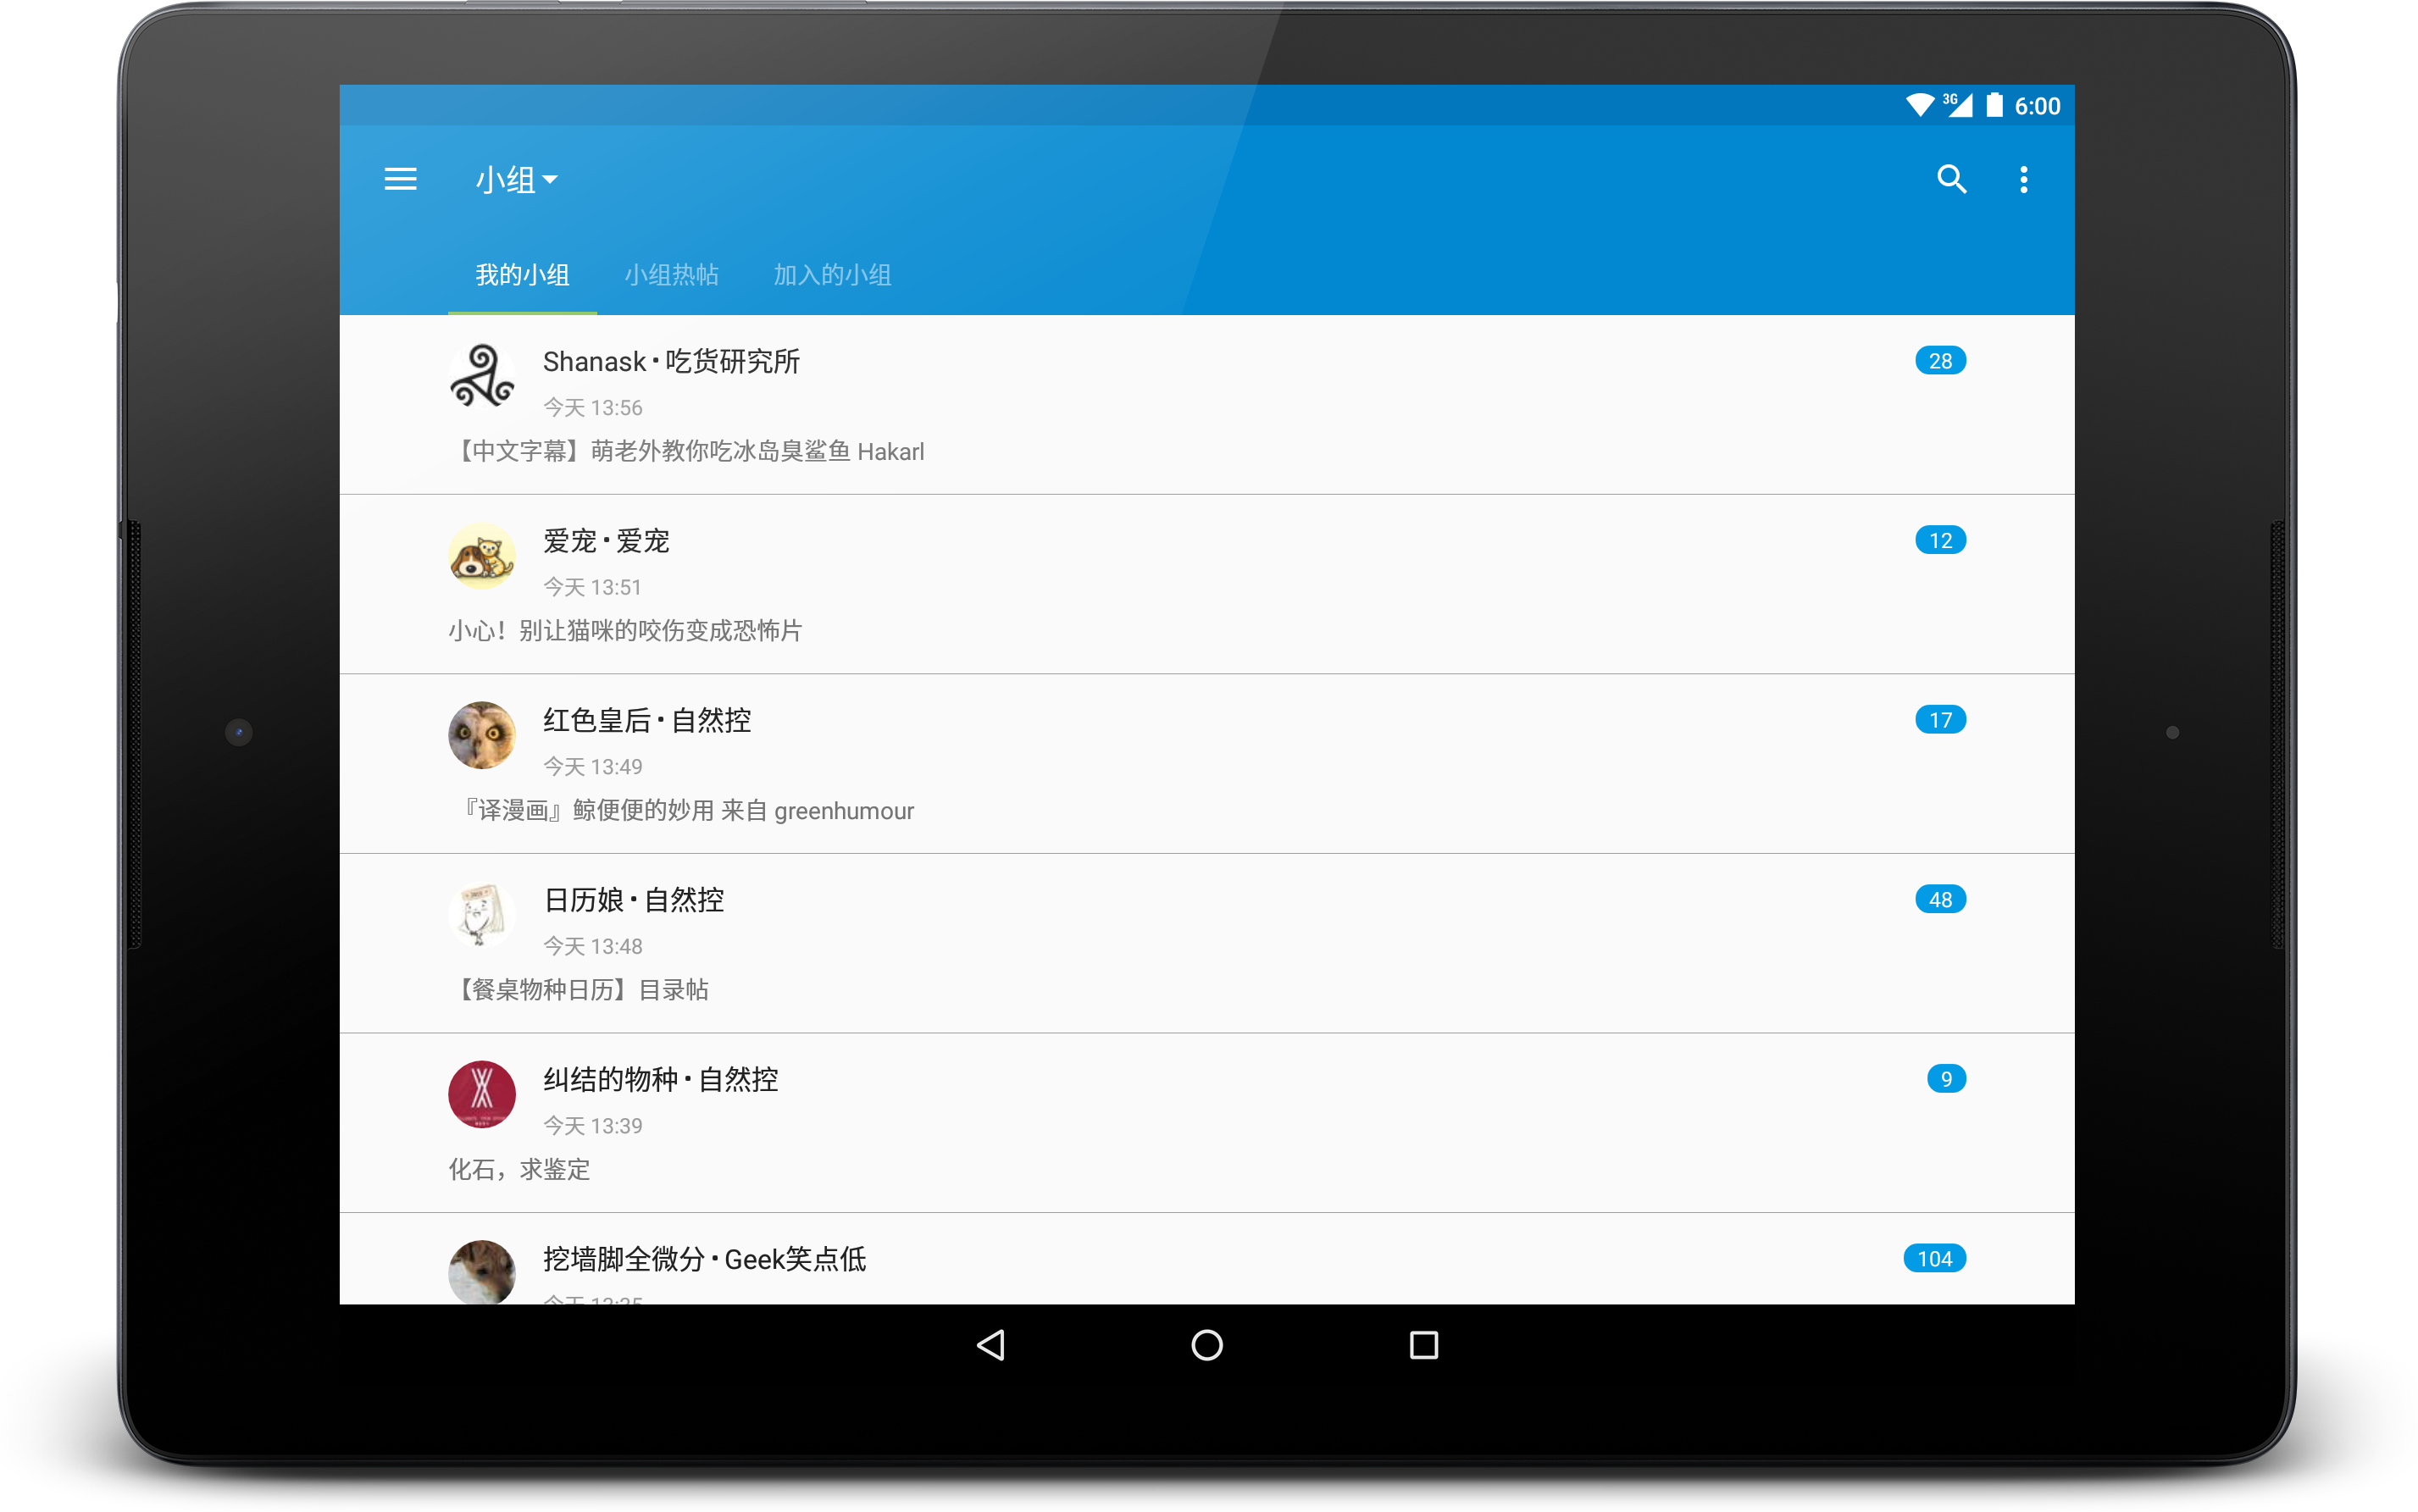 3G 6:00
小组
我的小组 小组热帖 加入的小组
Shanask • 吃货研究所 28
今天 13:56
【中文字幕】萌老外教你吃冰岛臭鲨鱼 Hakarl
爱宠 • 爱宠 12
今天 13:51
小心！别让猫咪的咬伤变成恐怖片
红色皇后 • 自然控 17
今天 13:49
『译漫画』鲸便便的妙用 来自 greenhumour
日历娘 • 自然控 48
今天 13:48
【餐桌物种日历】目录帖
纠结的物种 • 自然控 9
今天 13:39
化石，求鉴定
挖墙脚全微分 • Geek笑点低 104
今天 13:35